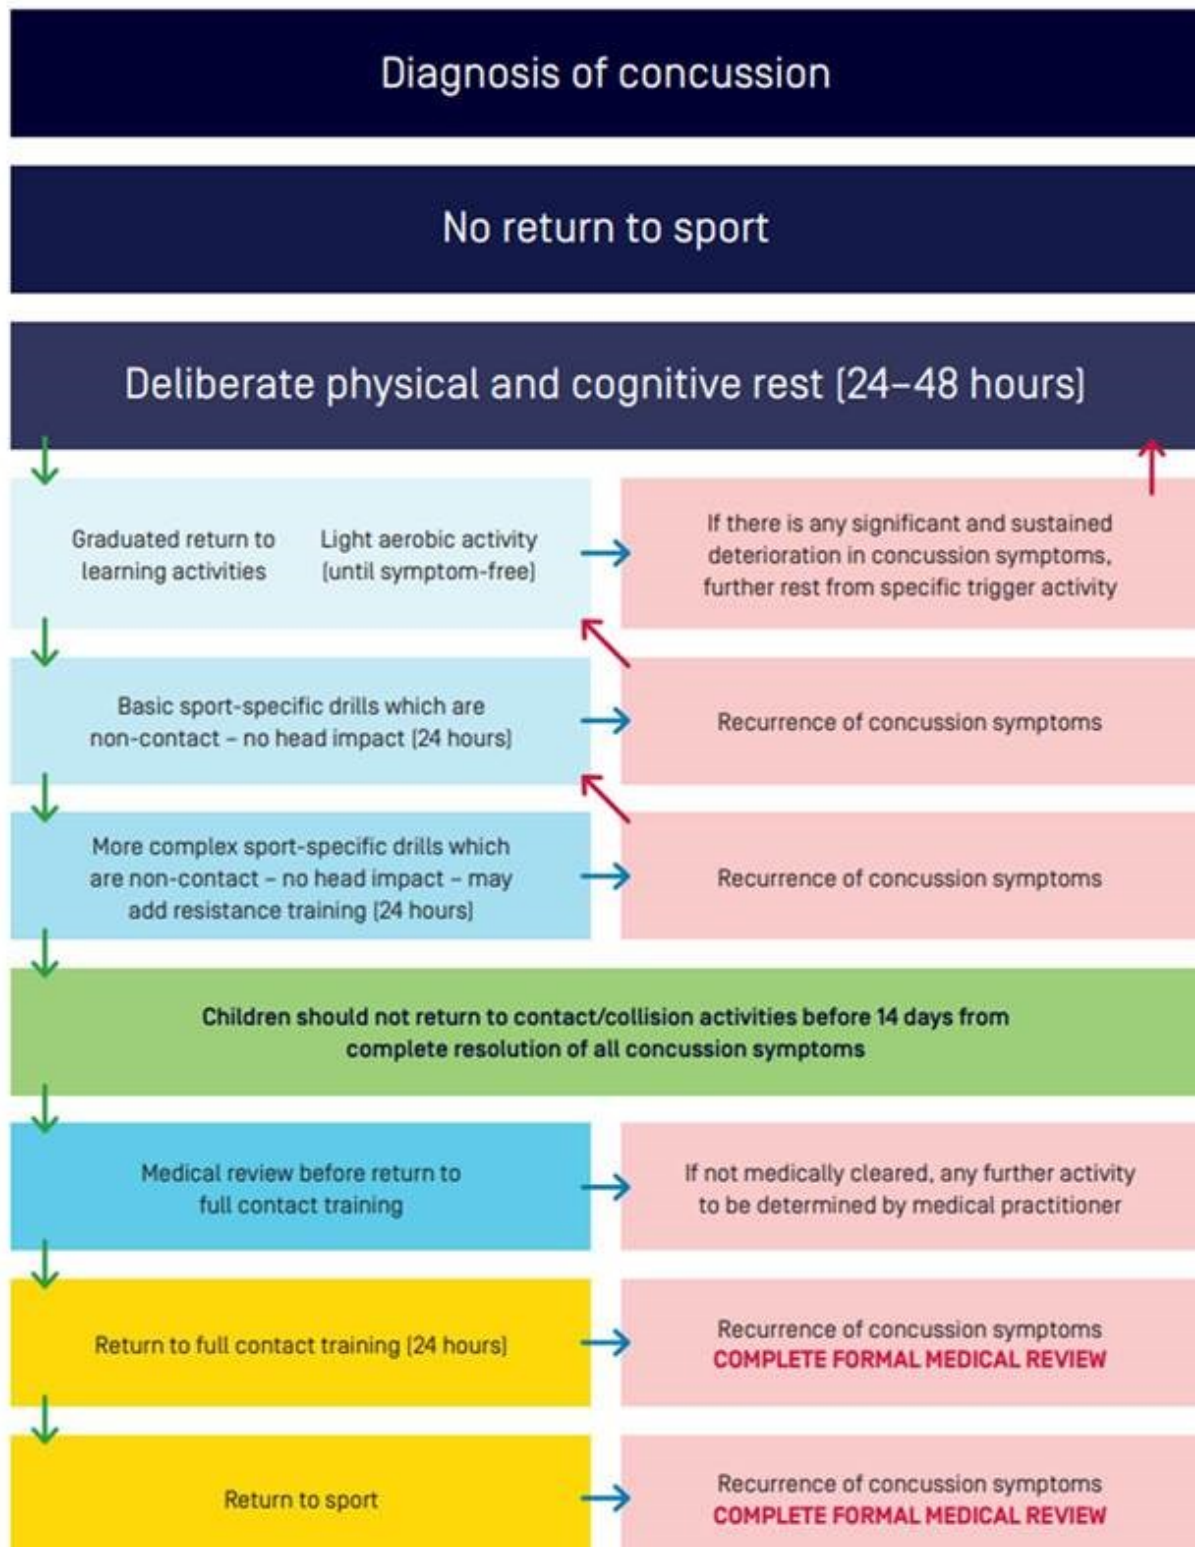 Diagnosis of concussion
No return to sport
Deliberate physical and cognitive rest (24–48 hours)
Graduated return to
learning activities
Light aerobic activity
(until symptom-free)
If there is any significant and sustained
deterioration in concussion symptoms,
further rest from specific trigger activity
Basic sport-specific drills which are
non-contact – no head impact (24 hours)
Recurrence of concussion symptoms
More complex sport-specific drills which
are non-contact – no head impact – may
add resistance training (24 hours)
Recurrence of concussion symptoms
Children should not return to contact/collision activities before 14 days from
complete resolution of all concussion symptoms
Medical review before return to
full contact training
If not medically cleared, any further activity
to be determined by medical practitioner
Return to full contact training (24 hours)
Recurrence of concussion symptoms
COMPLETE FORMAL MEDICAL REVIEW
Return to sport
Recurrence of concussion symptoms
COMPLETE FORMAL MEDICAL REVIEW